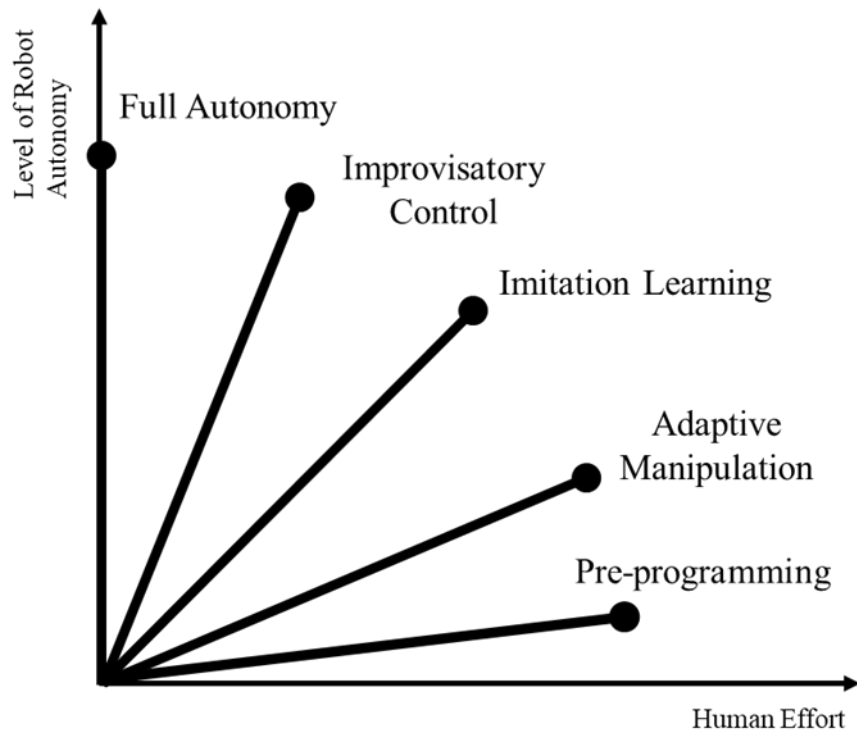 Level of Robot
Autonomy
Full Autonomy
Improvisatory
Control
Imitation Learning
Adaptive
Manipulation
Pre-programming
Human Effort